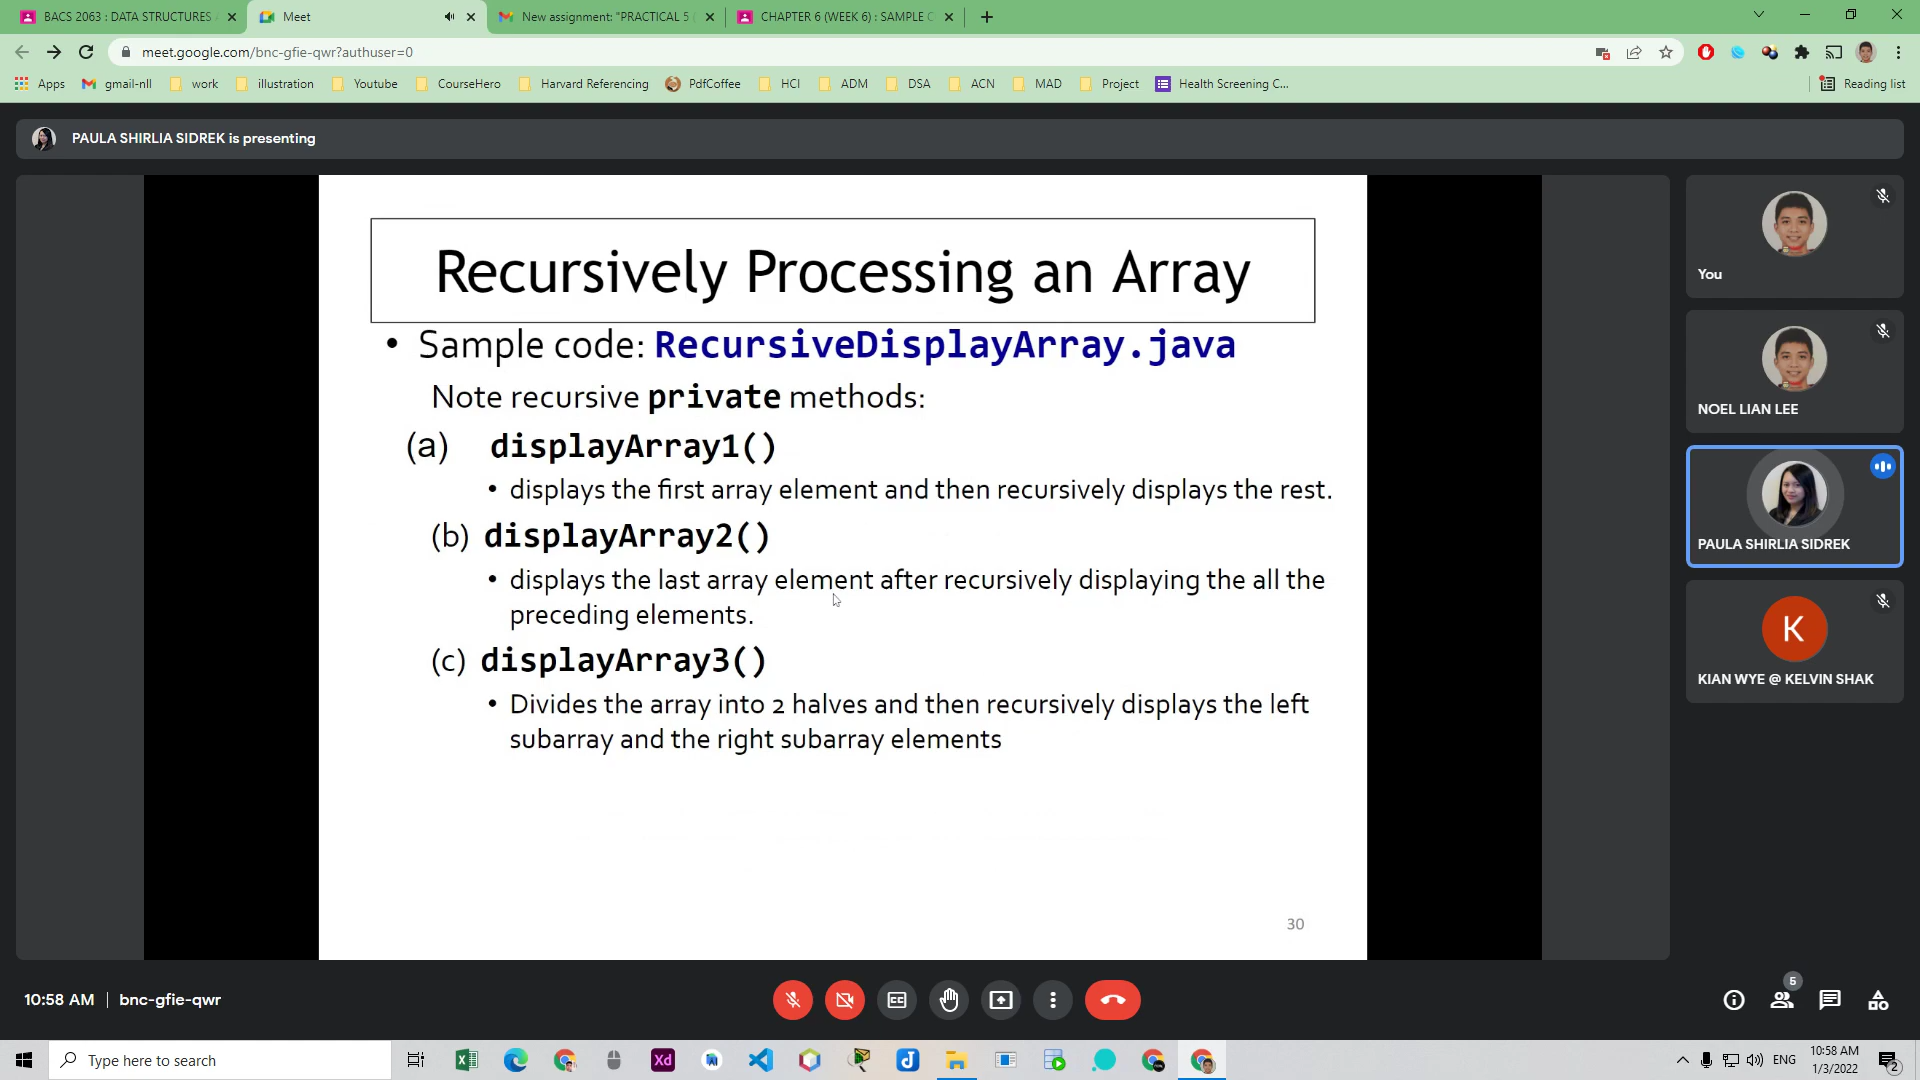 BACS 2063 : DATA STRUCTURES
Meet
New assignment: "PRACTICAL 5
CHAPTER 6 (WEEK 6) : SAMPLE C
meet.google.com/bnc-gfie-qwr?authuser=0
Apps
gmail-nll
work
illustration
Youtube
CourseHero
Harvard Referencing
PdfCoffee
HCI
ADM
DSA
ACN
MAD
Project
Health Screening C...
Reading list
PAULA SHIRLIA SIDREK is presenting
Recursively Processing an Array
• Sample code: RecursiveDisplayArray.java
Note recursive private methods:
(a) displayArray1()
• displays the first array element and then recursively displays the rest.
(b) displayArray2()
• displays the last array element after recursively displaying the all the
preceding elements.
(c) displayArray3()
• Divides the array into 2 halves and then recursively displays the left
subarray and the right subarray elements
30
You
NOEL LIAN LEE
PAULA SHIRLIA SIDREK
K
KIAN WYE @ KELVIN SHAK
10:58 AM | bnc-gfie-qwr
5
Type here to search
Xd
ENG
10:58 AM
1/3/2022
2